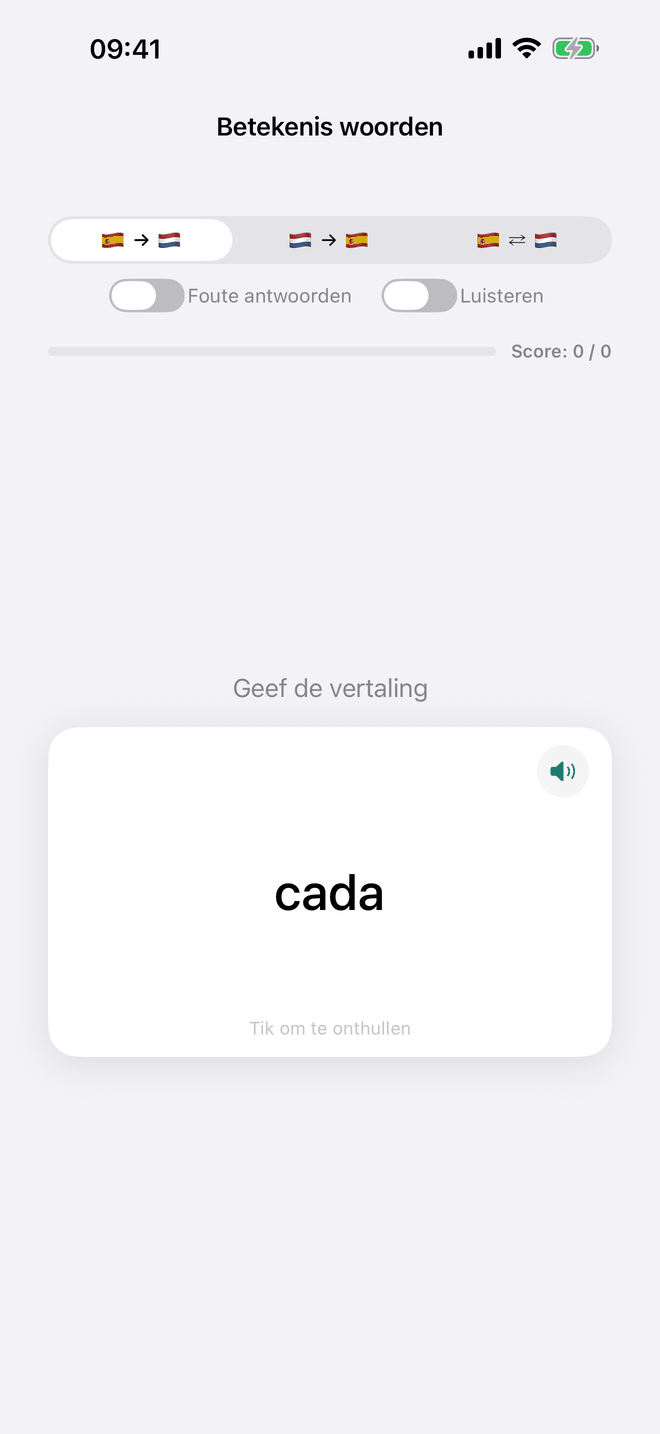 09:41
Betekenis woorden
🇪🇸 → 🇳🇱 🇳🇱 → 🇪🇸 🇪🇸 ⇄ 🇳🇱
Foute antwoorden Luisteren
Score: 0 / 0
Geef de vertaling
cada
Tik om te onthullen